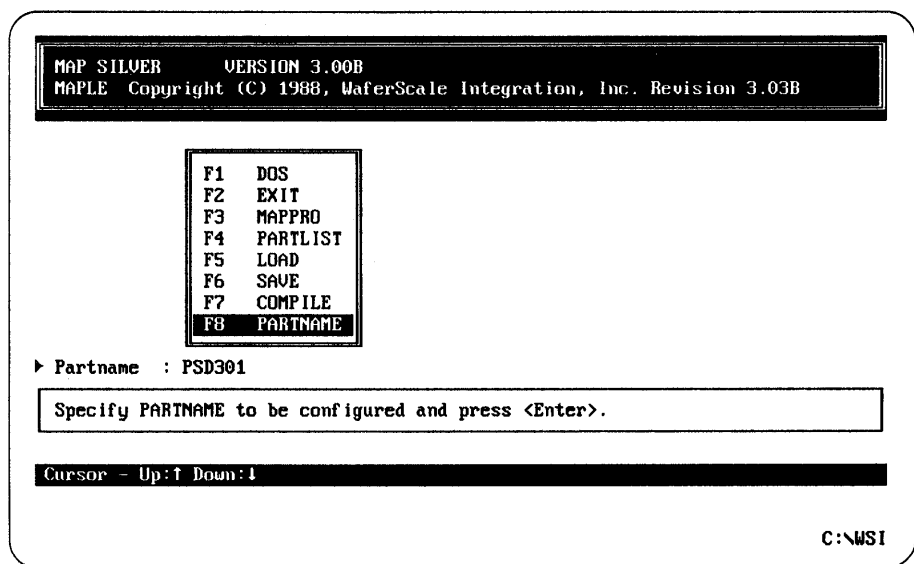 MAP SILVER VERSION 3.00B
MAPLE Copyright (C) 1988, WaferScale Integration, Inc. Revision 3.03B
F1 DOS
F2 EXIT
F3 MAPPRO
F4 PARTLIST
F5 LOAD
F6 SAVE
F7 COMPILE
F8 PARTNAME
▶ Partname : PSD301
Specify PARTNAME to be configured and press <Enter>.
Cursor - Up:↑ Down:↓
C:\WSI